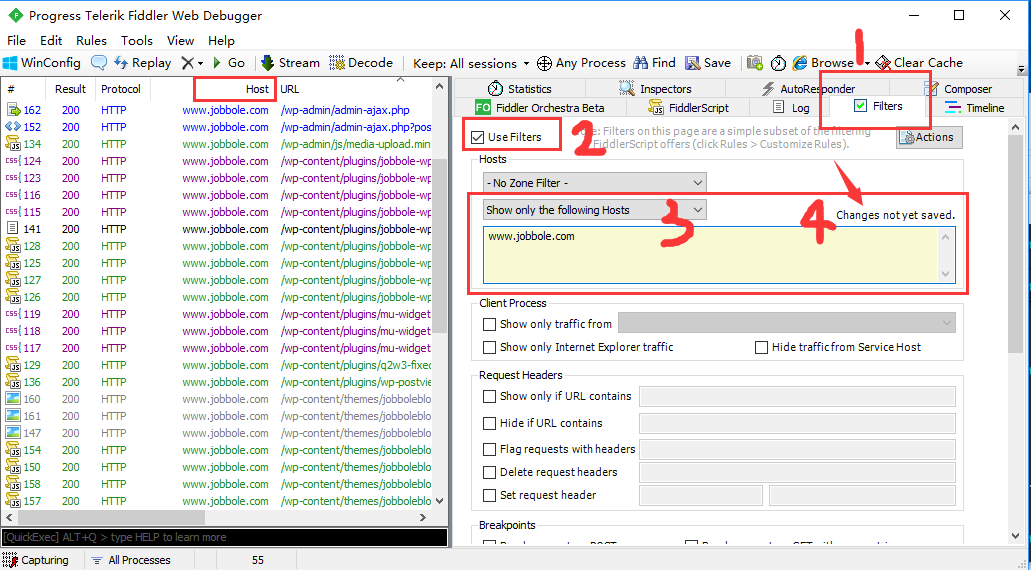 Progress Telerik Fiddler Web Debugger
File Edit Rules Tools View Help
WinConfig Replay Go Stream Decode Keep: All sessions Any Process Find Save Browse Clear Cache
1
# Result Protocol Host URL
162 200 HTTP www.jobbole.com /wp-admin/admin-ajax.php
152 200 HTTP www.jobbole.com /wp-admin/admin-ajax.php?pos
134 200 HTTP www.jobbole.com /wp-admin/js/media-upload.min
124 200 HTTP www.jobbole.com /wp-content/plugins/jobbole-wp
123 200 HTTP www.jobbole.com /wp-content/plugins/jobbole-wp
116 200 HTTP www.jobbole.com /wp-content/plugins/jobbole-wp
115 200 HTTP www.jobbole.com /wp-content/plugins/jobbole-wp
141 200 HTTP www.jobbole.com /wp-content/plugins/jobbole-wp
128 200 HTTP www.jobbole.com /wp-content/plugins/jobbole-wp
125 200 HTTP www.jobbole.com /wp-content/plugins/jobbole-wp
127 200 HTTP www.jobbole.com /wp-content/plugins/jobbole-wp
126 200 HTTP www.jobbole.com /wp-content/plugins/jobbole-wp
119 200 HTTP www.jobbole.com /wp-content/plugins/mu-widget
118 200 HTTP www.jobbole.com /wp-content/plugins/mu-widget
117 200 HTTP www.jobbole.com /wp-content/plugins/mu-widget
129 200 HTTP www.jobbole.com /wp-content/plugins/q2w3-fixed
136 200 HTTP www.jobbole.com /wp-content/plugins/wp-postvie
160 200 HTTP www.jobbole.com /wp-content/themes/jobboleblo
161 200 HTTP www.jobbole.com /wp-content/themes/jobboleblo
147 200 HTTP www.jobbole.com /wp-content/themes/jobboleblo
154 200 HTTP www.jobbole.com /wp-content/themes/jobboleblo
150 200 HTTP www.jobbole.com /wp-content/themes/jobboleblo
158 200 HTTP www.jobbole.com /wp-content/themes/jobboleblo
157 200 HTTP www.jobbole.com /wp-content/themes/jobboleblo
[QuickExec] ALT+Q > type HELP to learn more
Capturing All Processes 55
Statistics Inspectors AutoResponder Composer
FO Fiddler Orchestra Beta FiddlerScript Log Filters Timeline
Use Filters
2
Note: Filters on this page are a simple subset of the filtering
FiddlerScript offers (click Rules > Customize Rules).
Actions
Hosts
- No Zone Filter -
Show only the following Hosts
3
4
Changes not yet saved.
www.jobbole.com
Client Process
Show only traffic from
Show only Internet Explorer traffic Hide traffic from Service Host
Request Headers
Show only if URL contains
Hide if URL contains
Flag requests with headers
Delete request headers
Set request header
Breakpoints